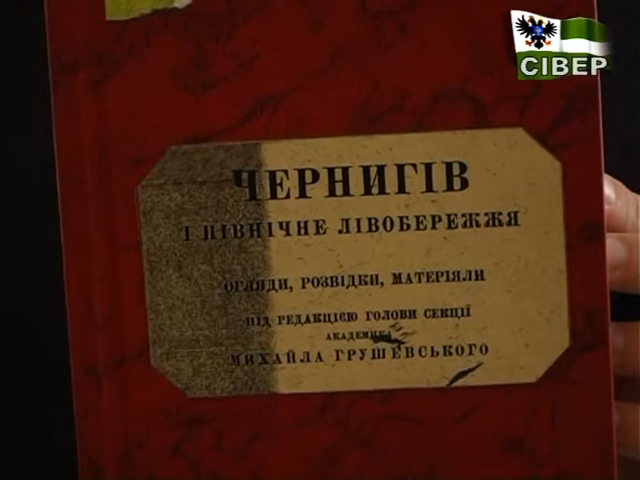 СІВЕР
ЧЕРНИГІВ
І ПІВНІЧНЕ ЛІВОБЕРЕЖЖЯ
ОГЛЯДИ, РОЗВІДКИ, МАТЕРІЯЛИ
ПІД РЕДАКЦІЄЮ ГОЛОВИ СЕКЦІЇ
АКАДЕМИКА
МИХАЙЛА ГРУШЕВСЬКОГО